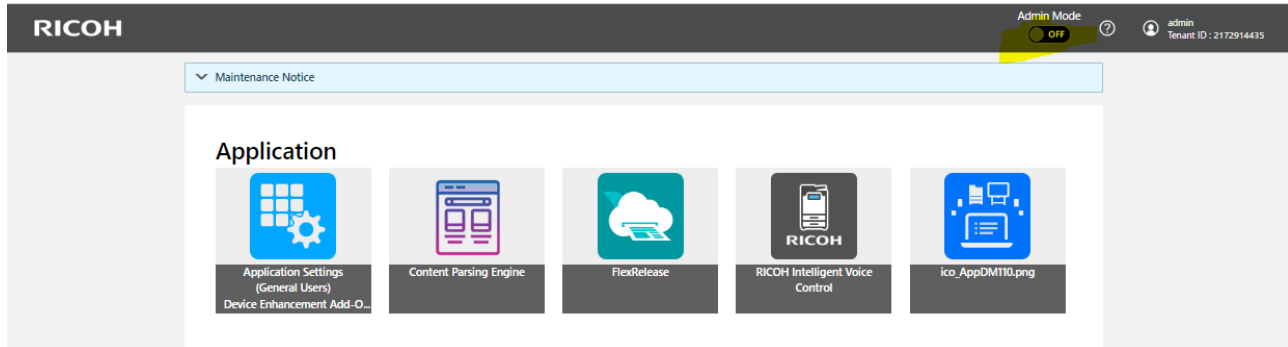 RICOH
Admin Mode
OFF
admin
Tenant ID : 2172914435
Maintenance Notice
Application
RICOH
Application Settings
(General Users)
Device Enhancement Add-O...
Content Parsing Engine
FlexRelease
RICOH Intelligent Voice
Control
ico_AppDM110.png